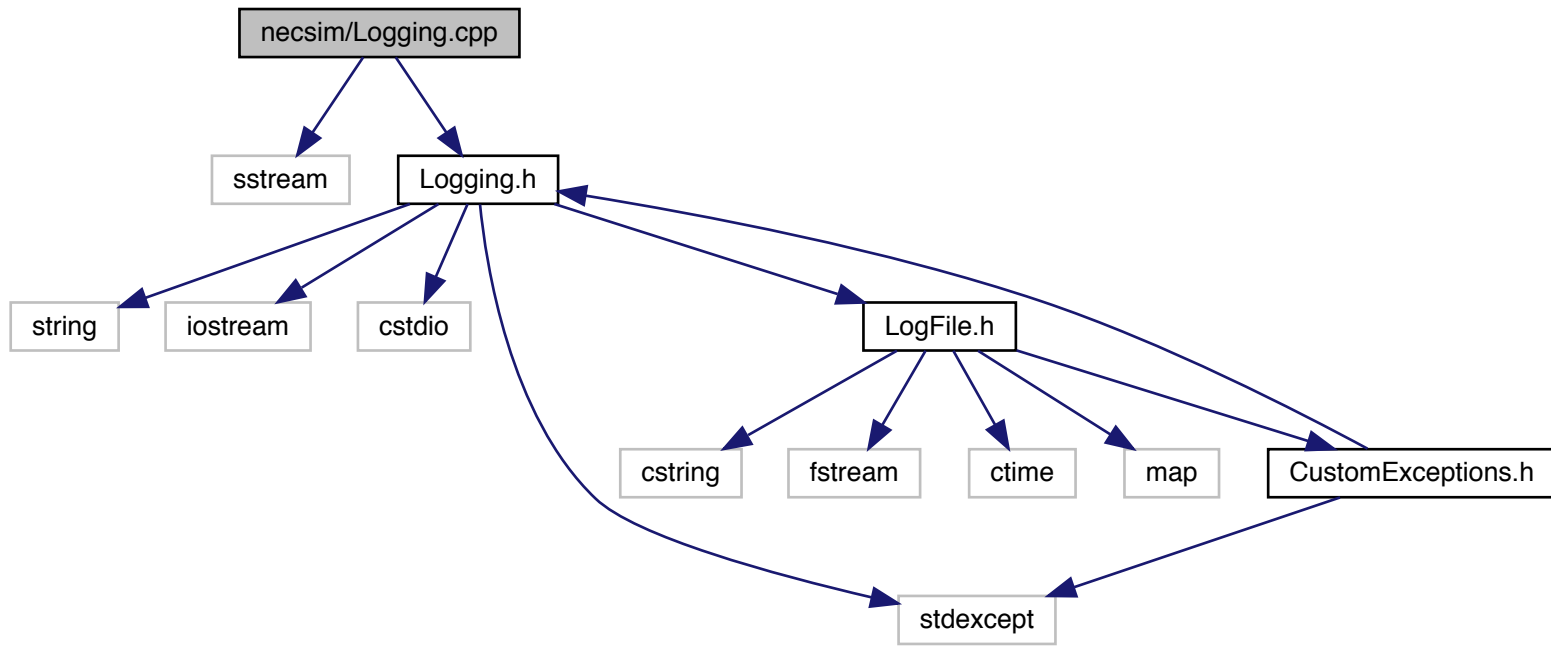 necsim/Logging.cpp
sstream
Logging.h
string
iostream
cstdio
LogFile.h
cstring
fstream
ctime
map
CustomExceptions.h
stdexcept